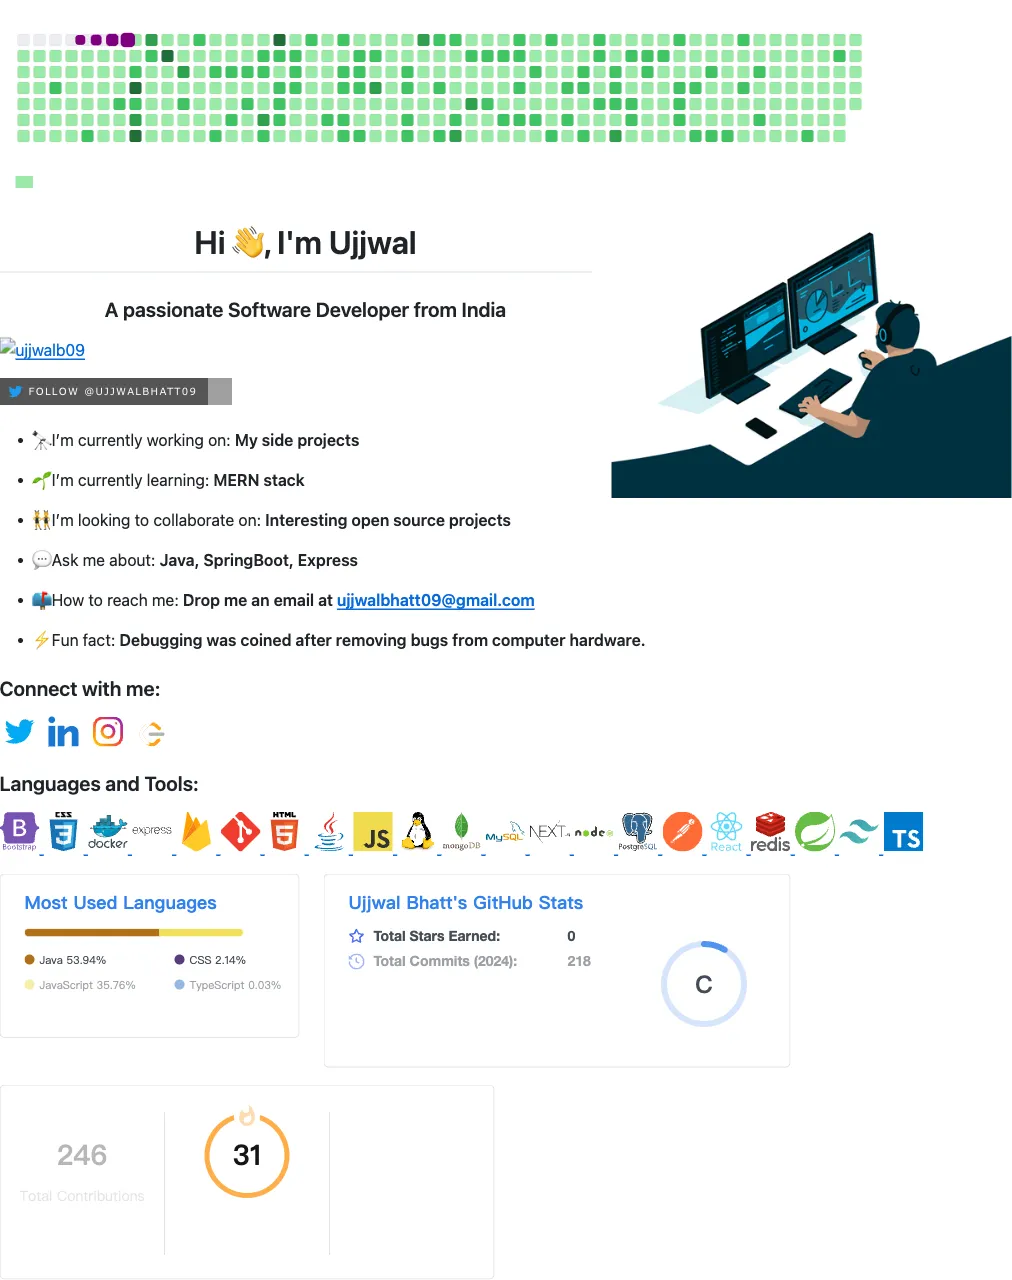 Hi 👋, I'm Ujjwal
A passionate Software Developer from India
ujjwalb09
FOLLOW @UJJWALBHATT09
🔭I'm currently working on: My side projects
🌱I'm currently learning: MERN stack
👯I'm looking to collaborate on: Interesting open source projects
💬Ask me about: Java, SpringBoot, Express
📫How to reach me: Drop me an email at ujjwalbhatt09@gmail.com
⚡Fun fact: Debugging was coined after removing bugs from computer hardware.
Connect with me:
in
Languages and Tools:
B Bootstrap
CSS 3
docker
express
HTML 5
JS
mongoDB
MySQL
NEXT.JS
node
PostgreSQL
React
redis
TS
Most Used Languages
Java 53.94%
CSS 2.14%
JavaScript 35.76%
TypeScript 0.03%
Ujjwal Bhatt's GitHub Stats
Total Stars Earned: 0
Total Commits (2024): 218
C
246
Total Contributions
31